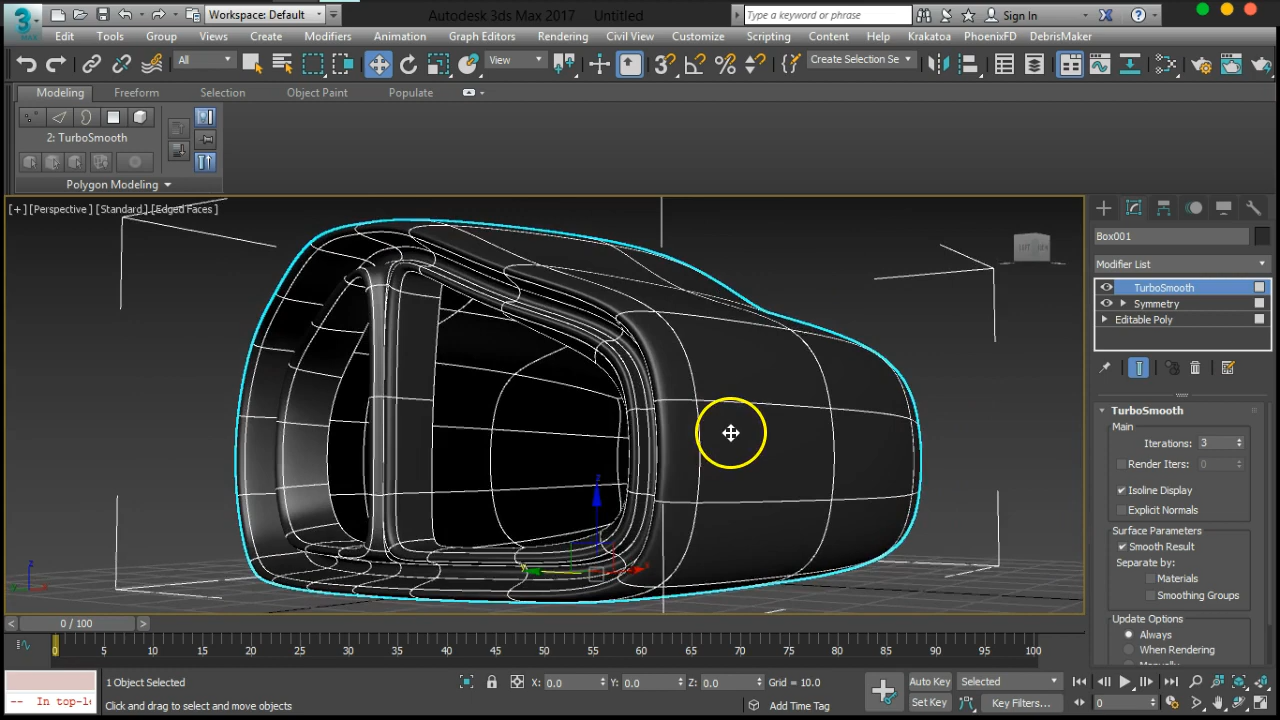 Workspace: Default
Autodesk 3ds Max 2017 Untitled
Type a keyword or phrase
Sign In
3
MAX
Edit Tools Group Views Create Modifiers Animation Graph Editors Rendering Civil View Customize Scripting Content Help Krakatoa PhoenixFD DebrisMaker
All
View
Create Selection Se
Modeling Freeform Selection Object Paint Populate
2: TurboSmooth
Polygon Modeling
[+] [Perspective] [Standard] [Edged Faces]
Box001
Modifier List
TurboSmooth
Symmetry
Editable Poly
TurboSmooth
Main
Iterations: 3
Render Iters: 0
Isoline Display
Explicit Normals
Surface Parameters
Smooth Result
Separate by:
Materials
Smoothing Groups
Update Options
Always
When Rendering
Manually
z
x
0 / 100
0 5 10 15 20 25 30 35 40 45 50 55 60 65 70 75 80 85 90 95 100
1 Object Selected
X: 0.0 Y: 0.0 Z: 0.0 Grid = 10.0
Auto Key Selected
-- In top-le
Click and drag to select and move objects
Add Time Tag
Set Key Key Filters...
0